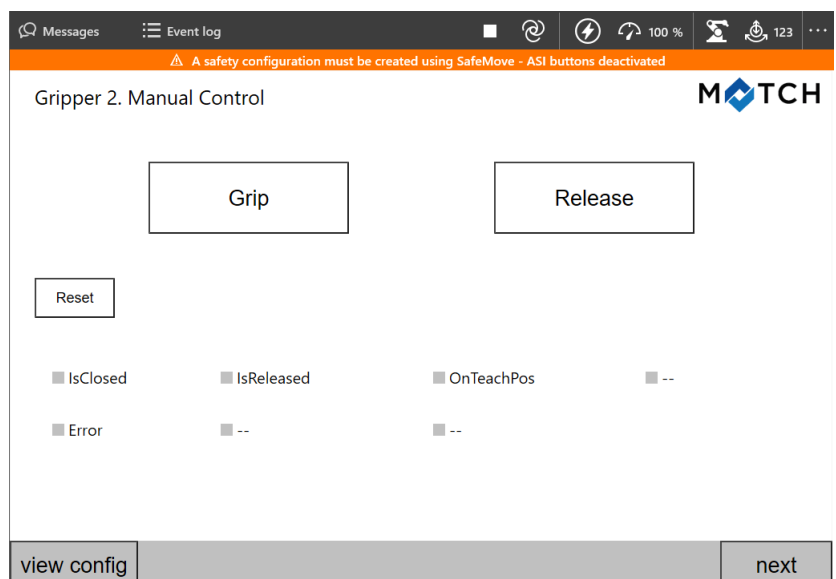 Messages
Event log
100 %
123
A safety configuration must be created using SafeMove - ASI buttons deactivated
Gripper 2. Manual Control
MATCH
Grip
Release
Reset
IsClosed
IsReleased
OnTeachPos
--
Error
--
--
view config
next